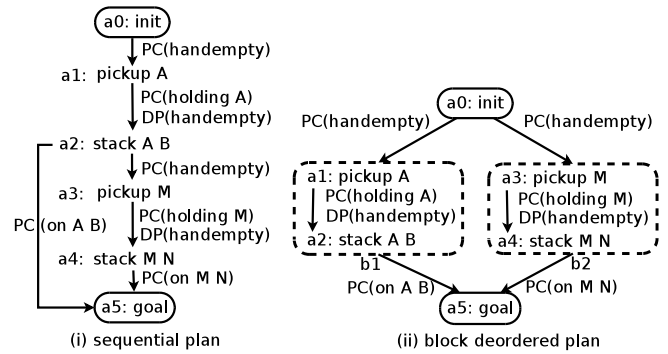 a0: init
PC(handempty)
a1: pickup A
PC(holding A)
DP(handempty)
a2: stack A B
PC(handempty)
a3: pickup M
PC (on A B)
PC(holding M)
DP(handempty)
a4: stack M N
PC(on M N)
a5: goal
(i) sequential plan
a0: init
PC(handempty)
PC(handempty)
a1: pickup A
PC(holding A)
DP(handempty)
a2: stack A B
b1
a3: pickup M
PC(holding M)
DP(handempty)
a4: stack M N
b2
PC(on A B)
PC(on M N)
a5: goal
(ii) block deordered plan